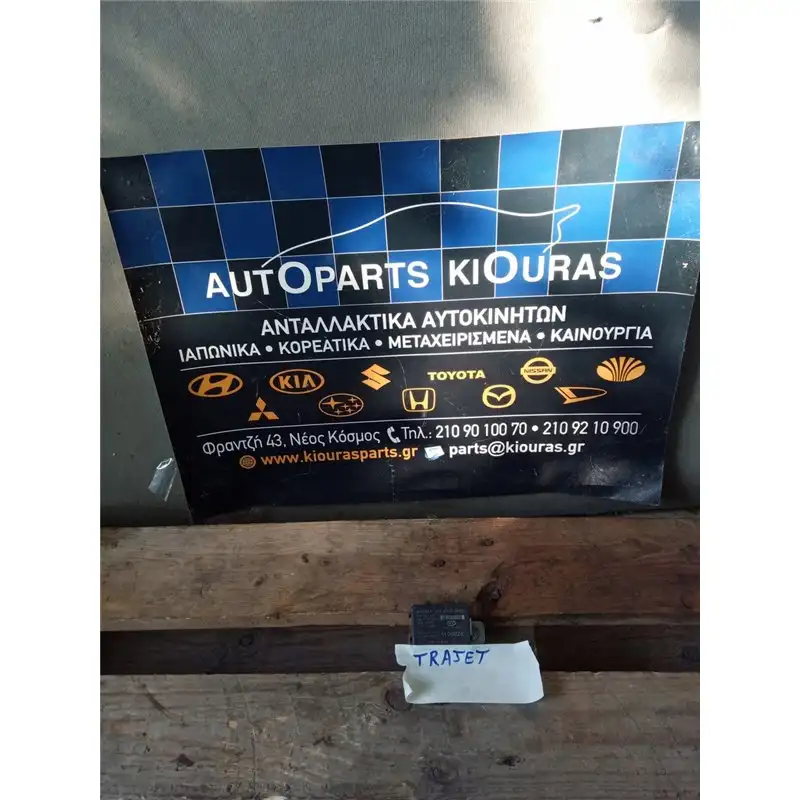 AUTOPARTS KIOURAS
ΑΝΤΑΛΛΑΚΤΙΚΑ ΑΥΤΟΚΙΝΗΤΩΝ
ΙΑΠΩΝΙΚΑ • ΚΟΡΕΑΤΙΚΑ • ΜΕΤΑΧΕΙΡΙΣΜΕΝΑ • ΚΑΙΝΟΥΡΓΙΑ
KIA TOYOTA NISSAN
Φραντζή 43, Νέος Κόσμος Τηλ.: 210 90 100 70 • 210 92 10 900
www.kiourasparts.gr parts@kiouras.gr
TRAJET